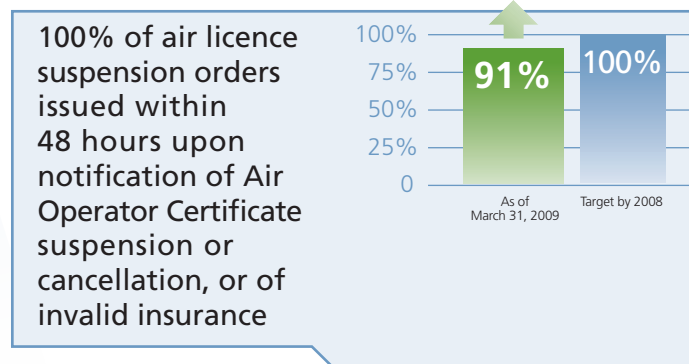 100% of air licence
suspension orders
issued within
48 hours upon
notification of Air
Operator Certificate
suspension or
cancellation, or of
invalid insurance
100%
75%
50%
25%
0
91%
100%
As of
March 31, 2009
Target by 2008